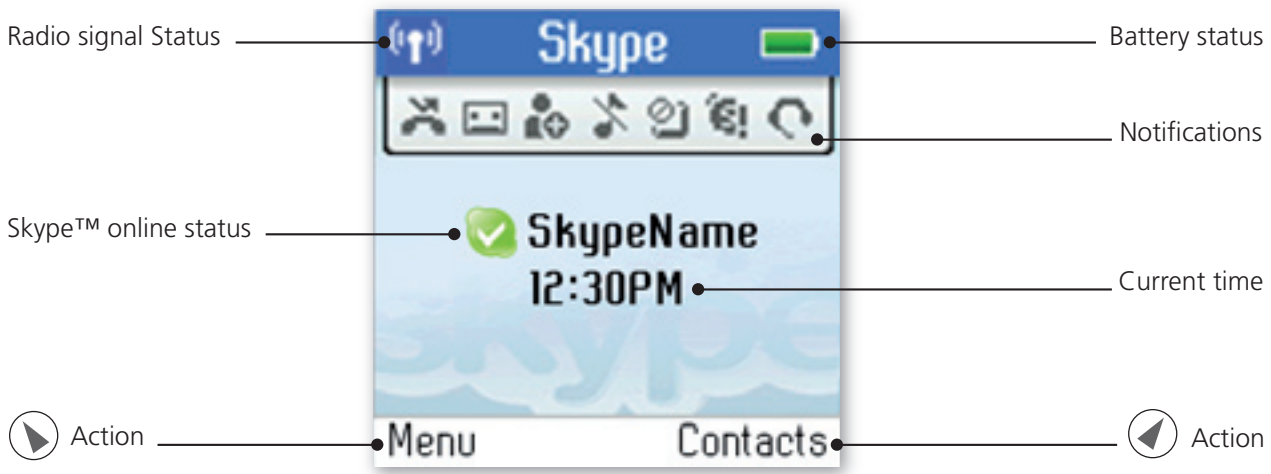 Radio signal Status
Skype
Battery status
Notifications
Skype™ online status
SkypeName
12:30PM
Current time
skype
Action
Menu
Contacts
Action